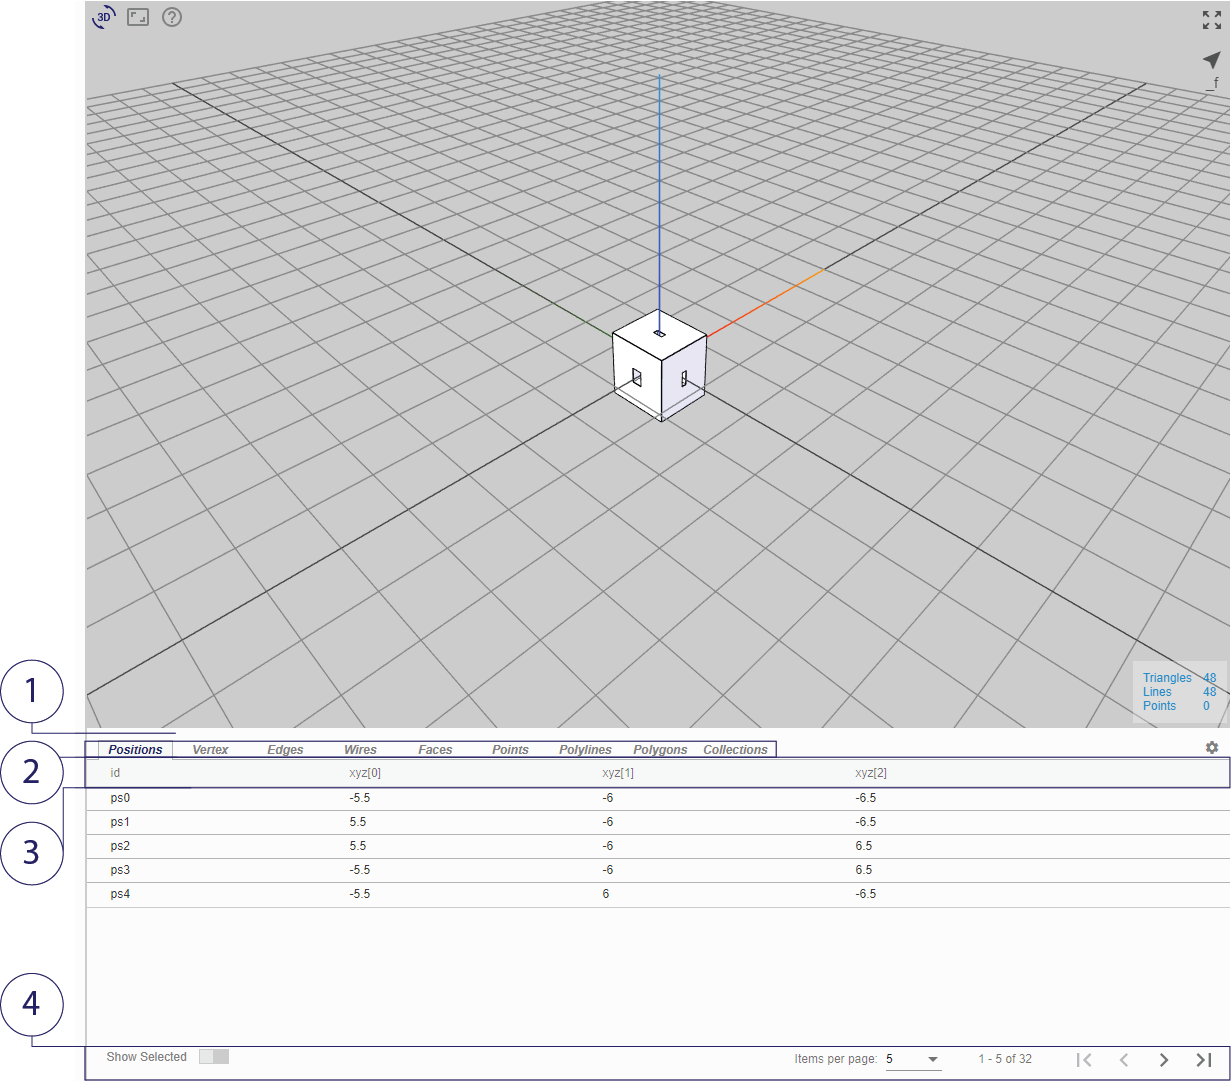 3D ?
_f
Triangles 48
Lines 48
Points 0
1
Positions Vertex Edges Wires Faces Points Polylines Polygons Collections
2
id xyz[0] xyz[1] xyz[2]
ps0 -5.5 -6 -6.5
ps1 5.5 -6 -6.5
ps2 5.5 -6 6.5
3
ps3 -5.5 -6 6.5
ps4 -5.5 6 -6.5
4
Show Selected Items per page: 5 1 - 5 of 32